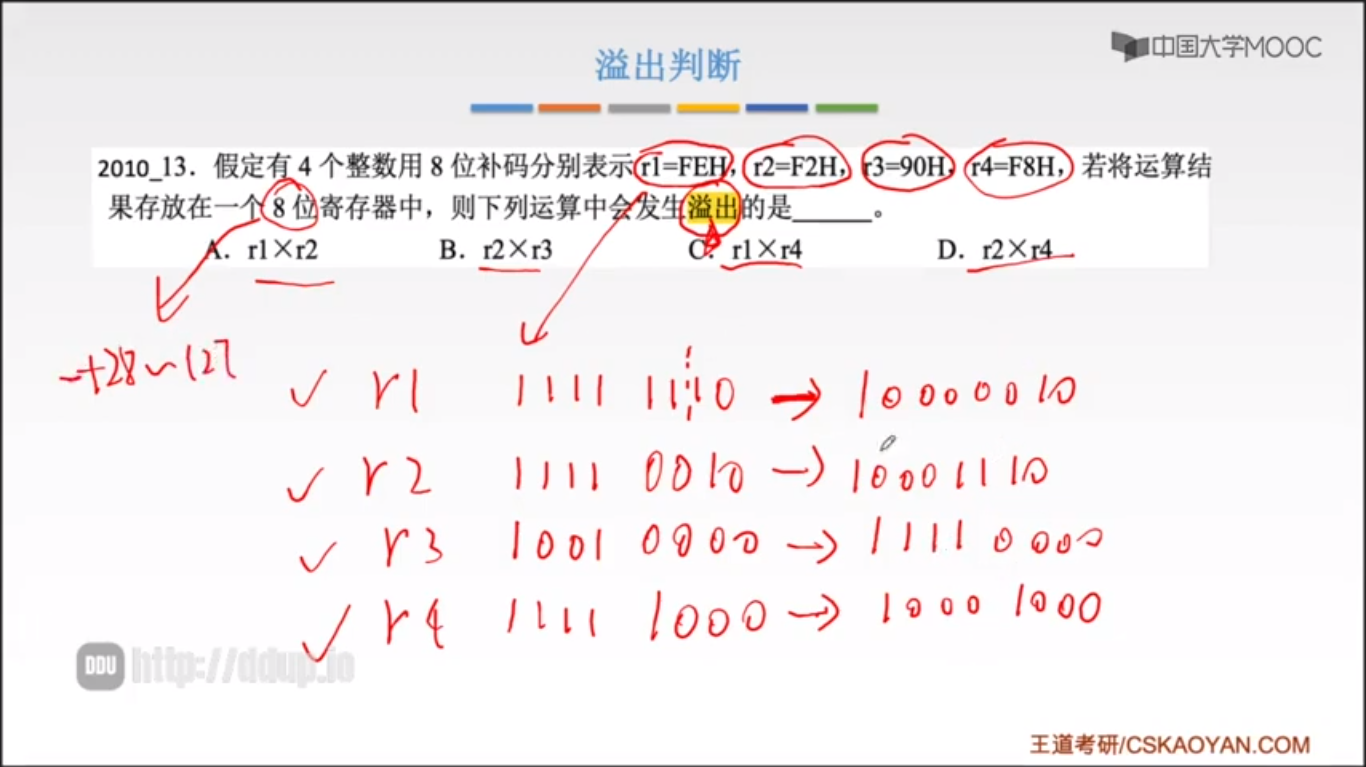 中国大学MOOC
溢出判断
2010_13. 假定有 4 个整数用 8 位补码分别表示 r1=FEH, r2=F2H, r3=90H, r4=F8H, 若将运算结
果存放在一个 8 位寄存器中，则下列运算中会发生溢出的是______。
A. r1×r2 B. r2×r3 C. r1×r4 D. r2×r4
-128~127
✓ r1 1111 1110 → 10000010
✓ r2 1111 0010 → 10001110
✓ r3 1001 0000 → 1111 0000
✓ r4 1111 1000 → 1000 1000
DDU http://ddup.io
王道考研/CSKAOYAN.COM